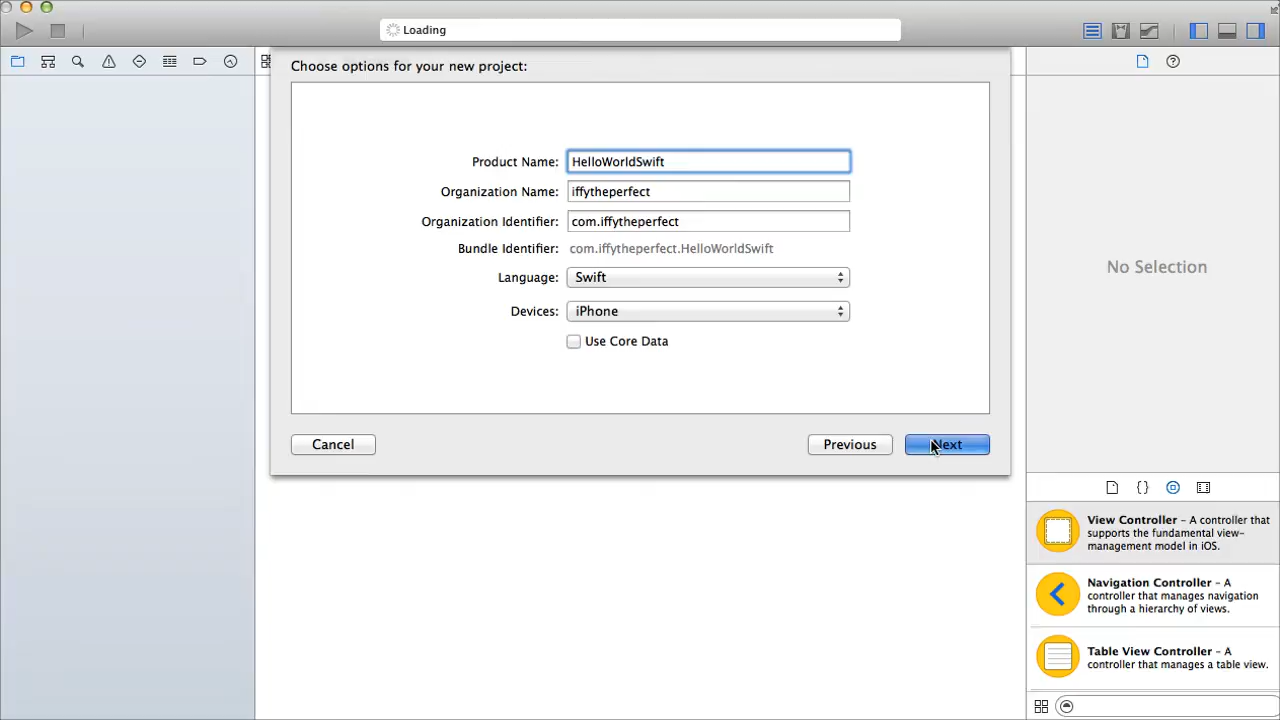 Loading
Choose options for your new project:
Product Name: HelloWorldSwift
Organization Name: iffytheperfect
Organization Identifier: com.iffytheperfect
Bundle Identifier: com.iffytheperfect.HelloWorldSwift
Language: Swift
Devices: iPhone
Use Core Data
Cancel
Previous
Next
No Selection
View Controller - A controller that
supports the fundamental view-
management model in iOS.
Navigation Controller - A
controller that manages navigation
through a hierarchy of views.
Table View Controller - A
controller that manages a table view.